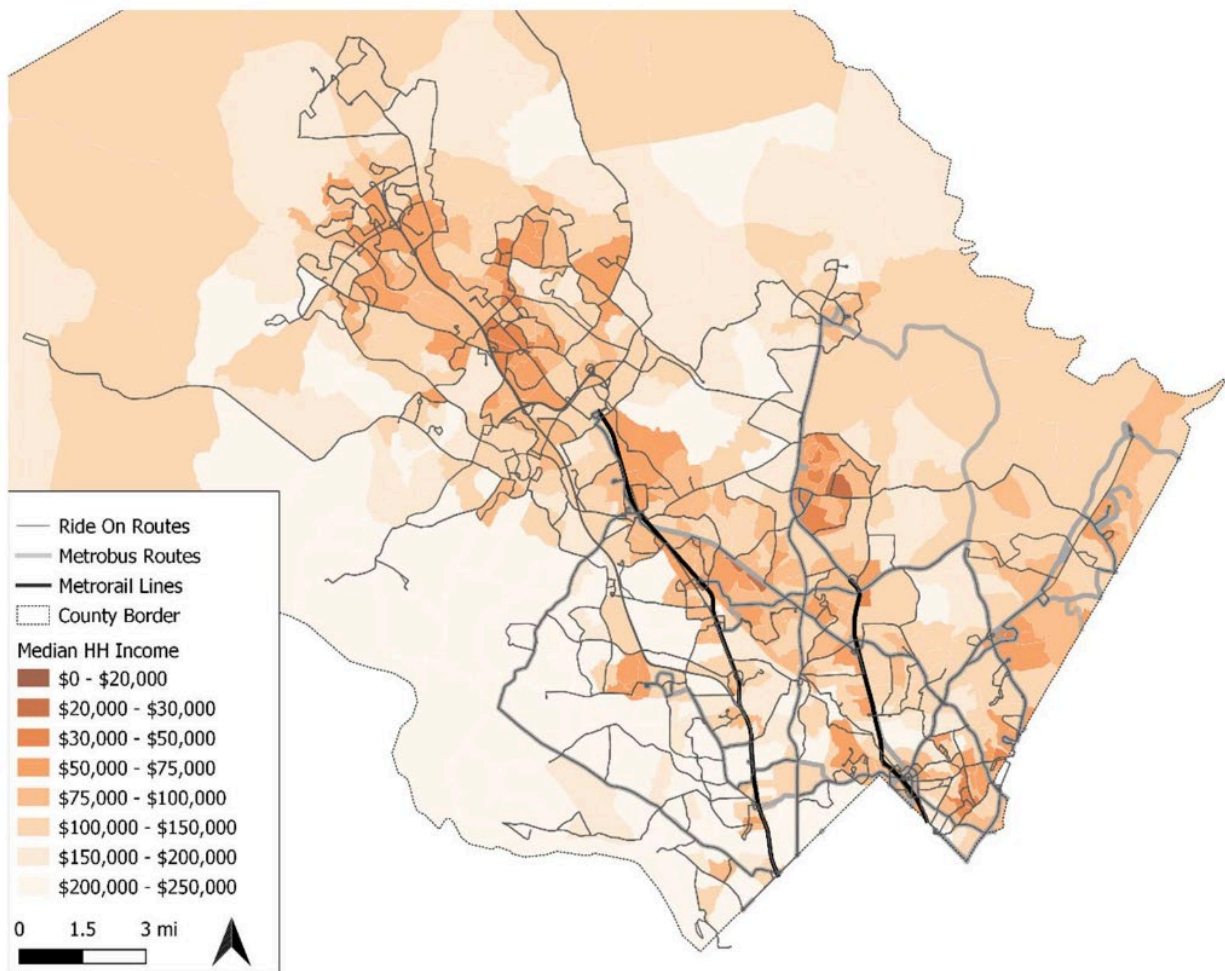 Ride On Routes
Metrobus Routes
Metrorail Lines
County Border
Median HH Income
$0 - $20,000
$20,000 - $30,000
$30,000 - $50,000
$50,000 - $75,000
$75,000 - $100,000
$100,000 - $150,000
$150,000 - $200,000
$200,000 - $250,000
0 1.5 3 mi